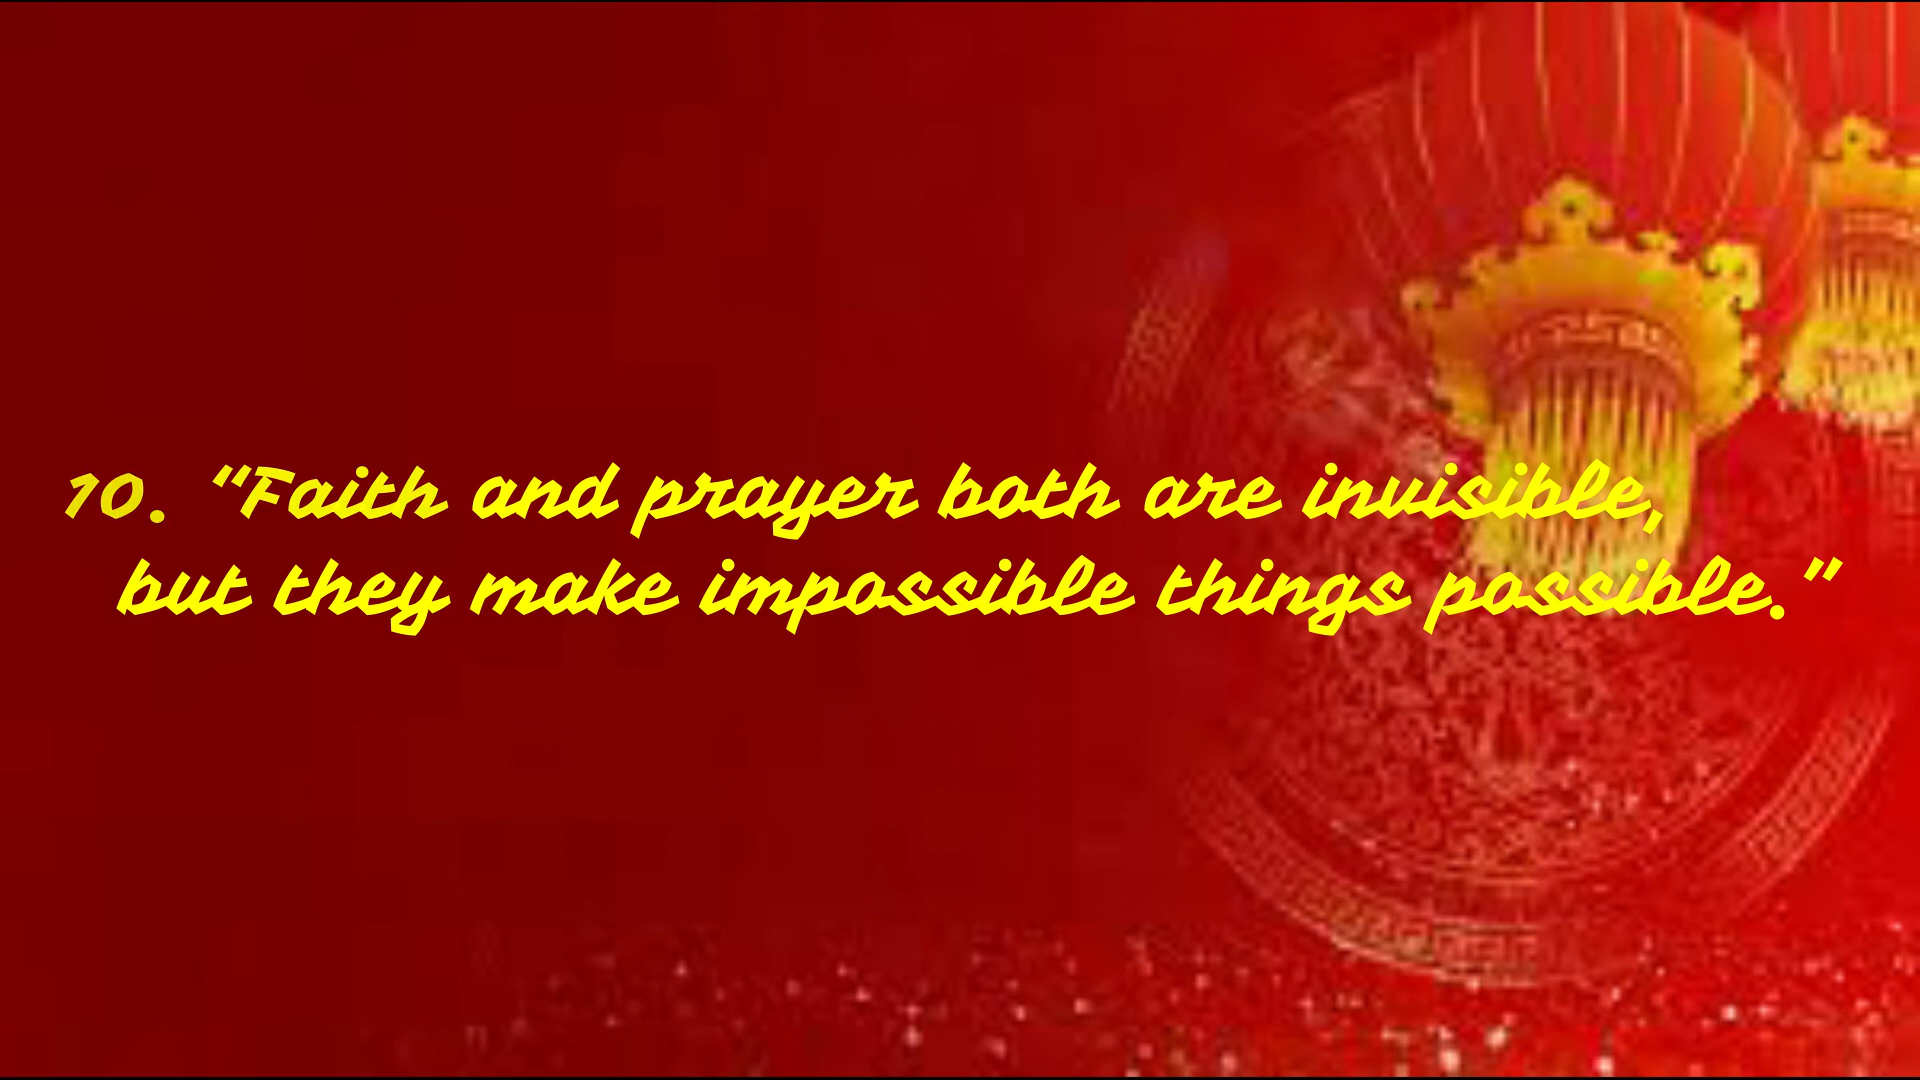 10. “Faith and prayer both are invisible,
but they make impossible things possible.”